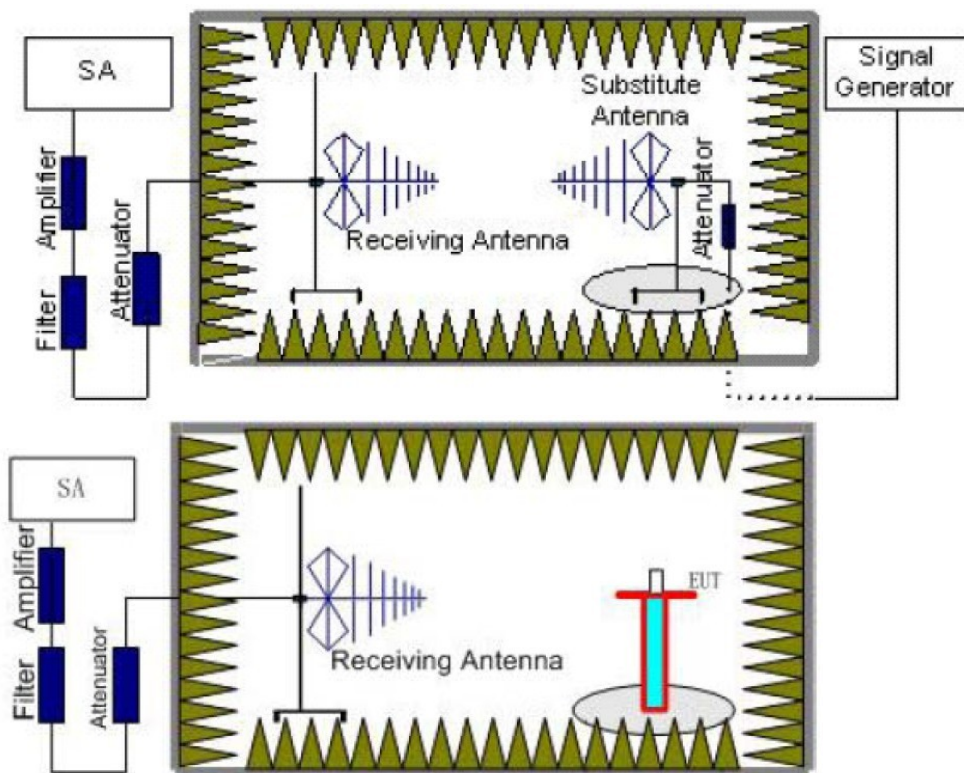 SA
Signal
Generator
Substitute
Antenna
Amplifier
Attenuator
Attenuator
Receiving Antenna
Filter
SA
Amplifier
EUT
Filter
Attenuator
Receiving Antenna